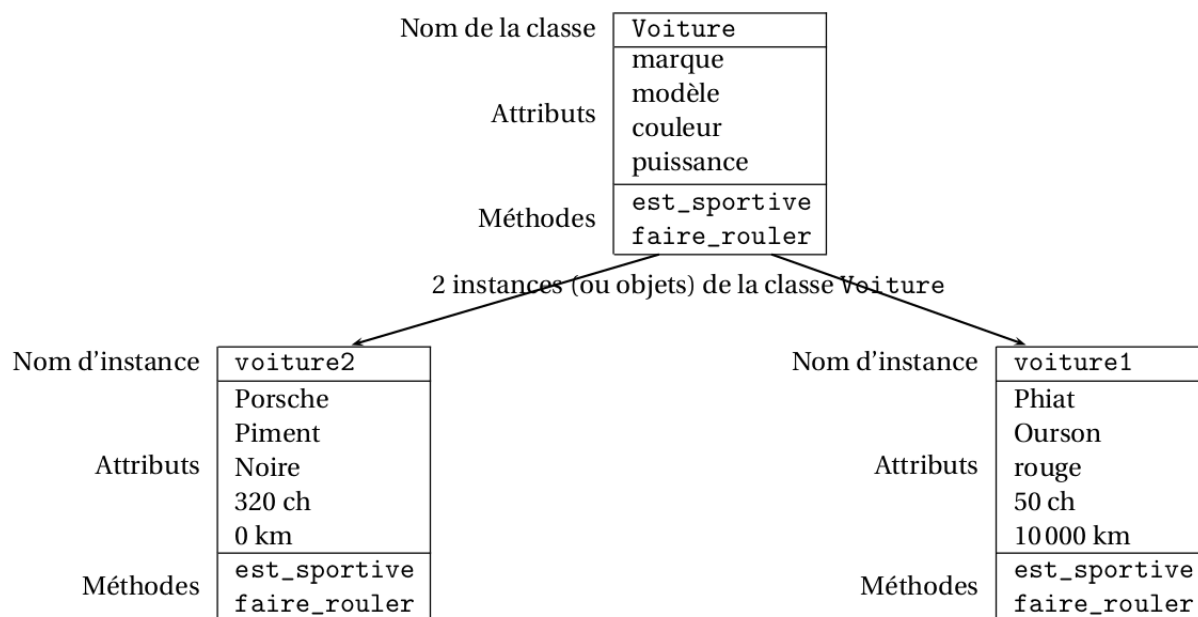 Nom de la classe
Voiture
Attributs
marque
modèle
couleur
puissance
Méthodes
est_sportive
faire_rouler
2 instances (ou objets) de la classe Voiture
Nom d'instance
voiture2
Attributs
Porsche
Piment
Noire
320 ch
0 km
Méthodes
est_sportive
faire_rouler
Nom d'instance
voiture1
Attributs
Phiat
Ourson
rouge
50 ch
10 000 km
Méthodes
est_sportive
faire_rouler